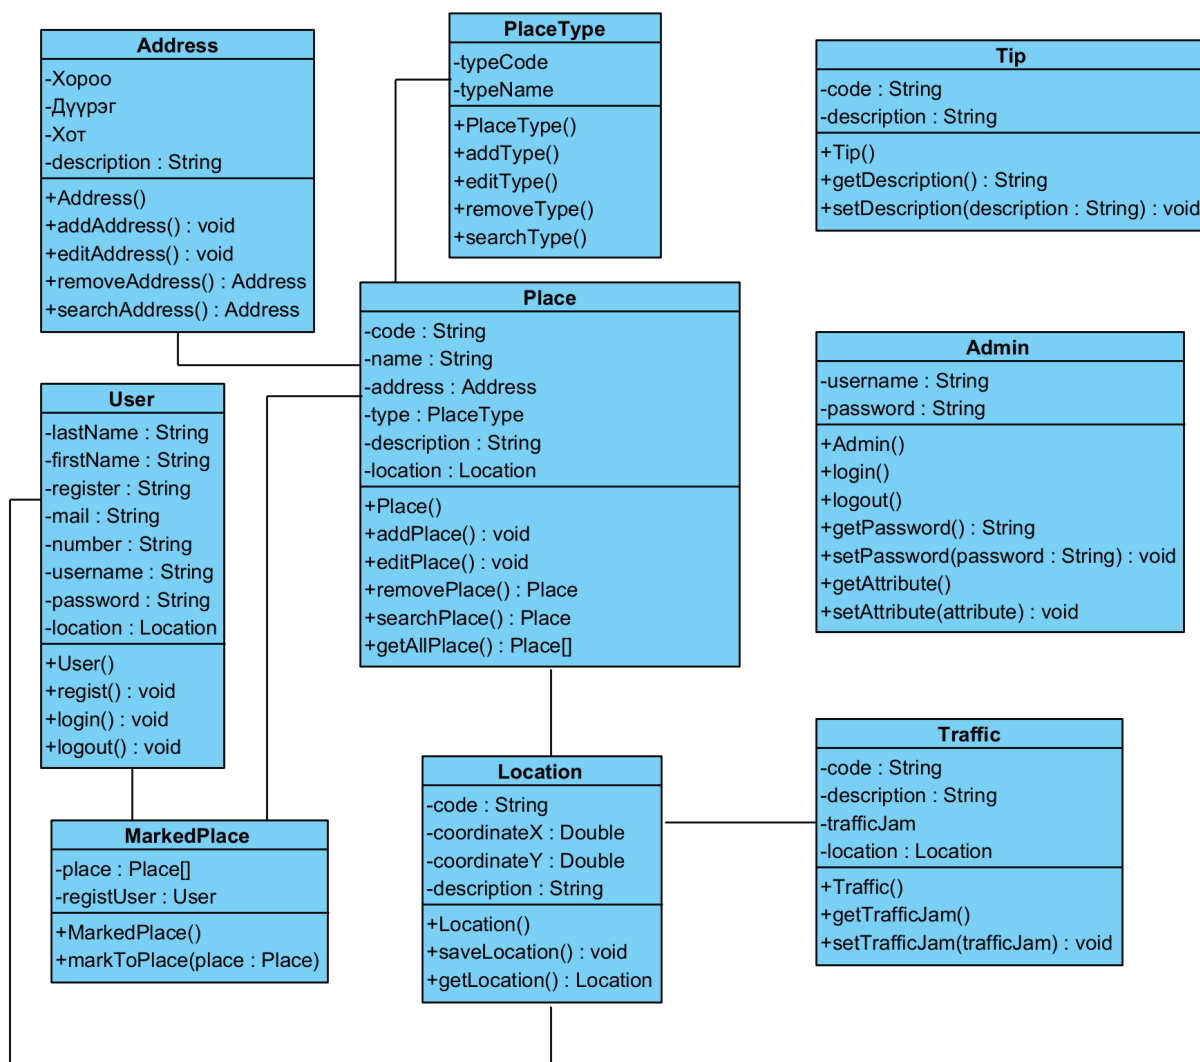 Address
-Хороо
-Дүүрэг
-Хот
-description : String
+Address()
+addAddress() : void
+editAddress() : void
+removeAddress() : Address
+searchAddress() : Address
PlaceType
-typeCode
-typeName
+PlaceType()
+addType()
+editType()
+removeType()
+searchType()
Tip
-code : String
-description : String
+Tip()
+getDescription() : String
+setDescription(description : String) : void
Place
-code : String
-name : String
-address : Address
-type : PlaceType
-description : String
-location : Location
+Place()
+addPlace() : void
+editPlace() : void
+removePlace() : Place
+searchPlace() : Place
+getAllPlace() : Place[]
Admin
-username : String
-password : String
+Admin()
+login()
+logout()
+getPassword() : String
+setPassword(password : String) : void
+getAttribute()
+setAttribute(attribute) : void
User
-lastName : String
-firstName : String
-register : String
-mail : String
-number : String
-username : String
-password : String
-location : Location
+User()
+regist() : void
+login() : void
+logout() : void
MarkedPlace
-place : Place[]
-registUser : User
+MarkedPlace()
+markToPlace(place : Place)
Location
-code : String
-coordinateX : Double
-coordinateY : Double
-description : String
+Location()
+saveLocation() : void
+getLocation() : Location
Traffic
-code : String
-description : String
-trafficJam
-location : Location
+Traffic()
+getTrafficJam()
+setTrafficJam(trafficJam) : void